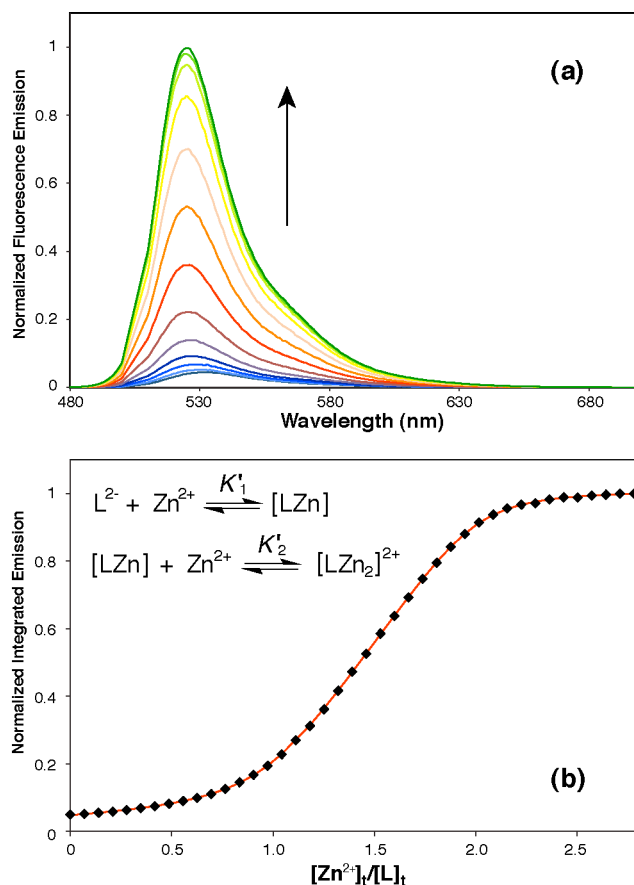 (a)
Normalized Fluorescence Emission
1
0.8
0.6
0.4
0.2
0
480 530 580 630 680
Wavelength (nm)
L2- + Zn2+ ⇌ K'1 [LZn]
[LZn] + Zn2+ ⇌ K'2 [LZn2]2+
Normalized Integrated Emission
1
0.8
0.6
0.4
0.2
0
(b)
0 0.5 1.0 1.5 2.0 2.5
[Zn2+]t/[L]t